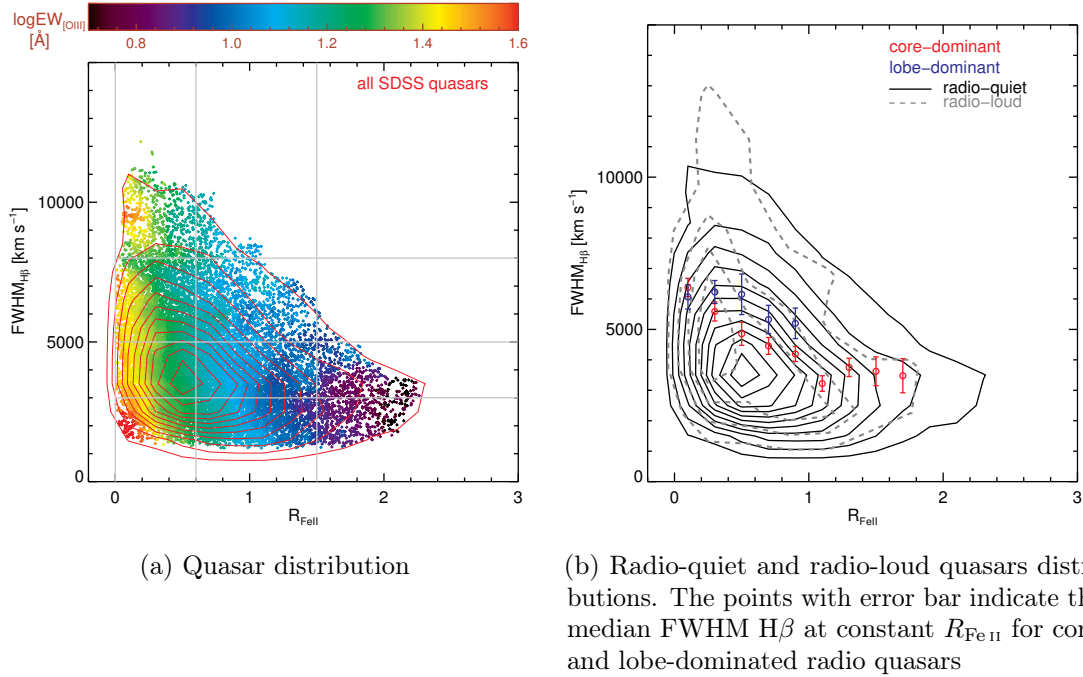 logEW[OIII]
[Å]
0.8 1.0 1.2 1.4 1.6
all SDSS quasars
10000
5000
0
FWHMHβ [km s−1]
0 1 2 3
RFeII
(a) Quasar distribution
core−dominant
lobe−dominant
radio−quiet
radio−loud
10000
5000
0
FWHMHβ [km s−1]
0 1 2 3
RFeII
(b) Radio-quiet and radio-loud quasars distri
butions. The points with error bar indicate th
median FWHM Hβ at constant RFe II for cor
and lobe-dominated radio quasars